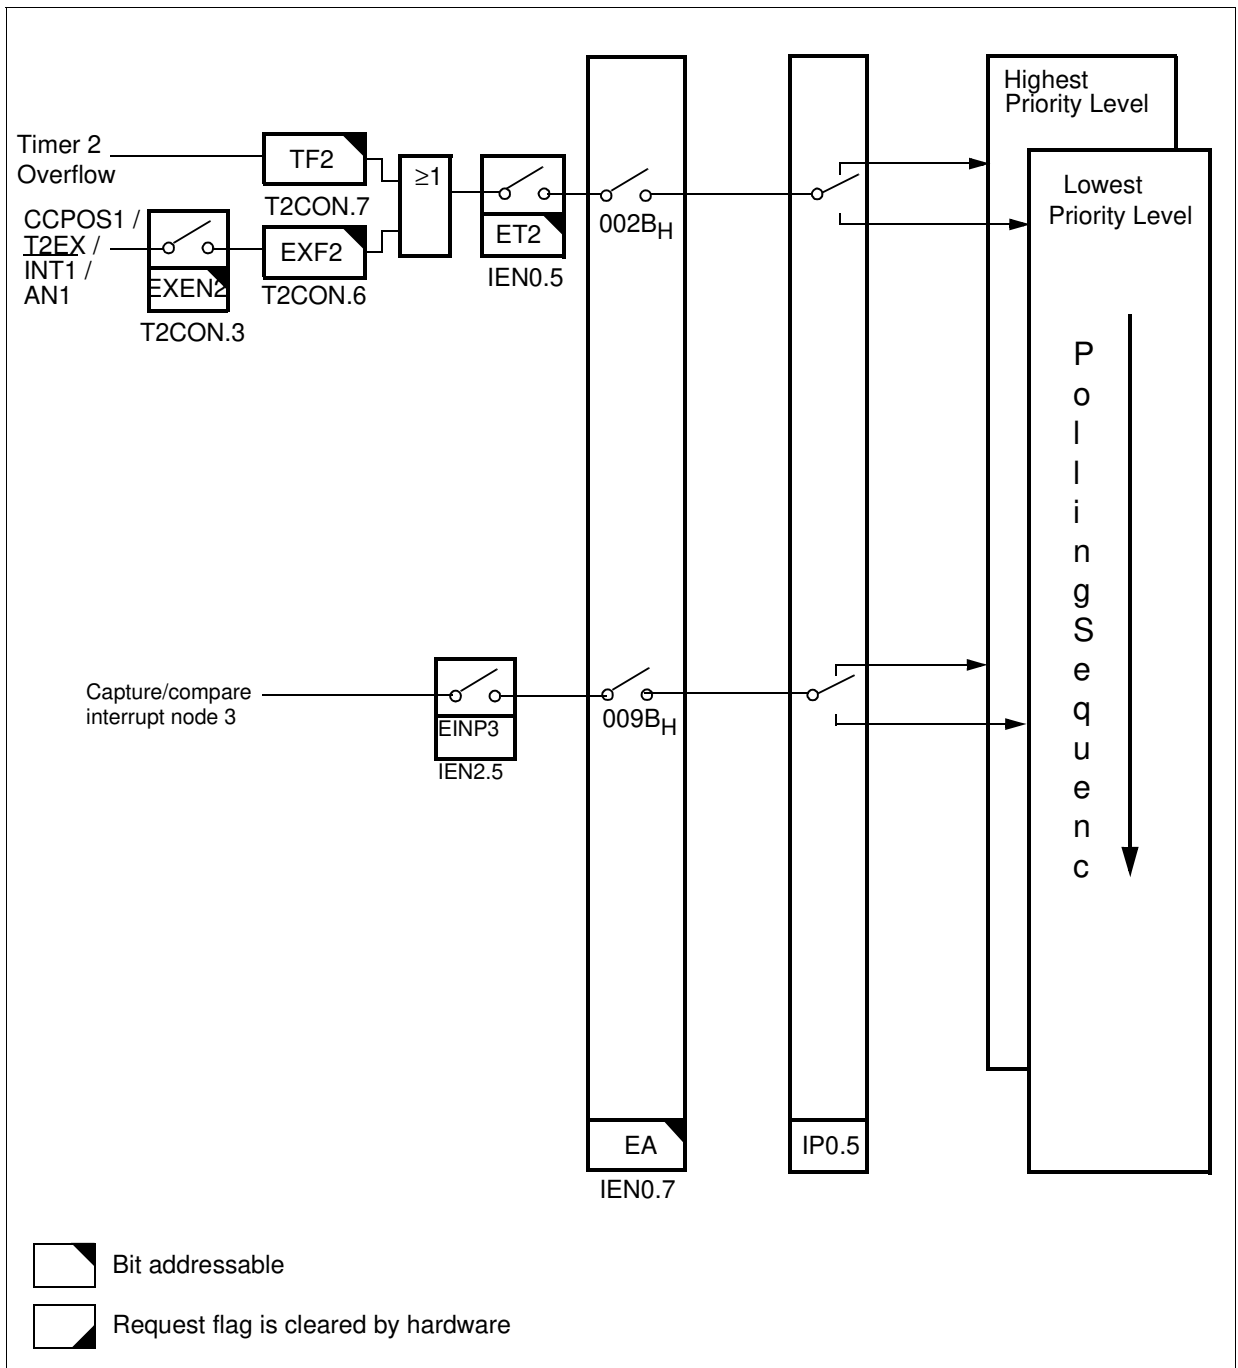 Highest
Priority Level
Timer 2
Overflow
TF2
T2CON.7
≥1
ET2
IEN0.5
002BH
Lowest
Priority Level
CCPOS1 /
T2EX /
INT1 /
AN1
EXEN2
T2CON.3
EXF2
T2CON.6
P
o
l
l
i
n
g
S
e
q
u
e
n
c
Capture/compare
interrupt node 3
EINP3
IEN2.5
009BH
EA
IEN0.7
IP0.5
Bit addressable
Request flag is cleared by hardware